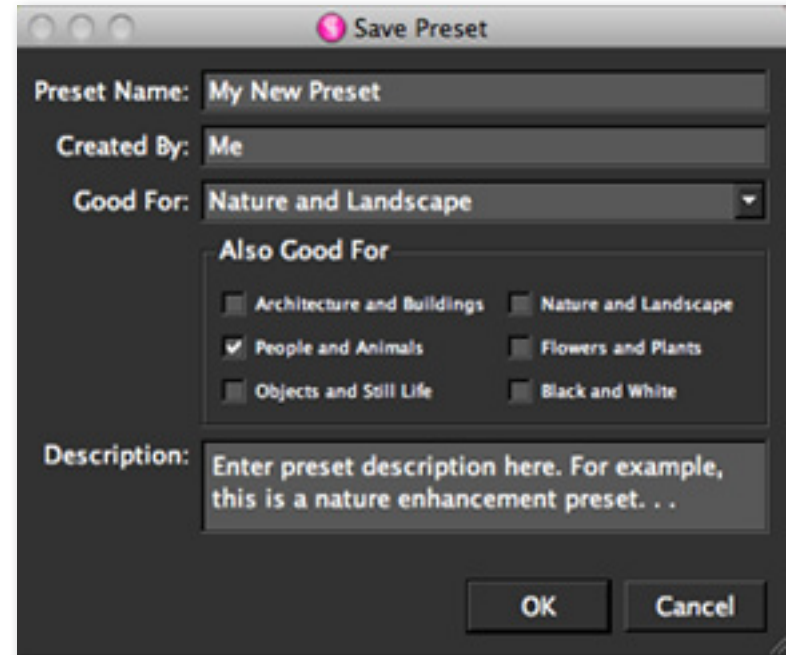 Save Preset
Preset Name: My New Preset
Created By: Me
Good For: Nature and Landscape
Also Good For
Architecture and Buildings Nature and Landscape
People and Animals Flowers and Plants
Objects and Still Life Black and White
Description: Enter preset description here. For example,
this is a nature enhancement preset. . .
OK Cancel